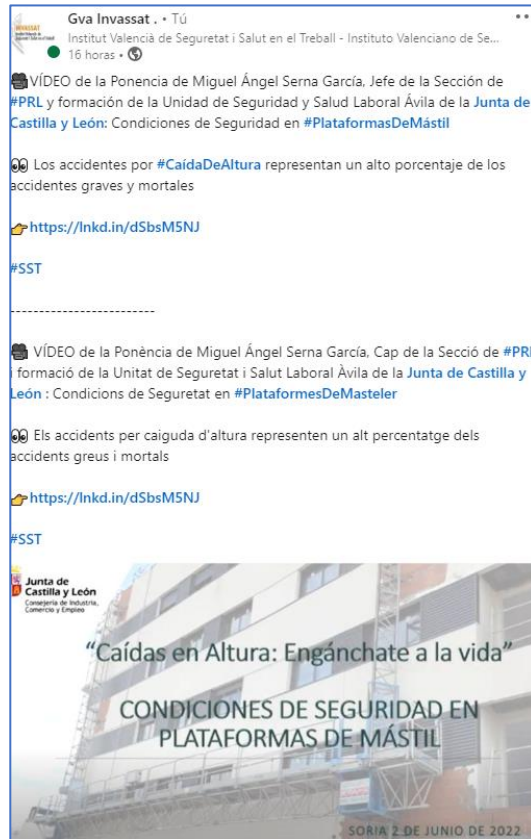 Gva Invassat . • Tú
Institut Valencià de Seguretat i Salut en el Treball - Instituto Valenciano de Se...
16 horas •
VÍDEO de la Ponencia de Miguel Ángel Serna García, Jefe de la Sección de
#PRL y formación de la Unidad de Seguridad y Salud Laboral Ávila de la Junta de
Castilla y León: Condiciones de Seguridad en #PlataformasDeMástil
👀 Los accidentes por #CaídaDeAltura representan un alto porcentaje de los
accidentes graves y mortales
👉https://lnkd.in/dSbsM5NJ
#SST
-------------------------
VÍDEO de la Ponència de Miguel Ángel Serna García, Cap de la Secció de #PRL
i formació de la Unitat de Seguretat i Salut Laboral Àvila de la Junta de Castilla y
León : Condicions de Seguretat en #PlataformesDeMasteler
👀 Els accidents per caiguda d'altura representen un alt percentatge dels
accidents greus i mortals
👉https://lnkd.in/dSbsM5NJ
#SST
Junta de
Castilla y León
Consejería de Industria,
Comercio y Empleo
“Caídas en Altura: Engánchate a la vida”
CONDICIONES DE SEGURIDAD EN
PLATAFORMAS DE MÁSTIL
SORIA 2 DE JUNIO DE 2022